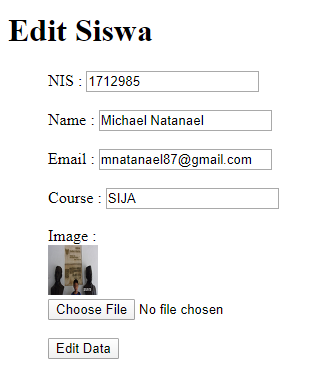 Edit Siswa
NIS : 1712985
Name : Michael Natanael
Email : mnatanael87@gmail.com
Course : SIJA
Image :
Choose File No file chosen
Edit Data